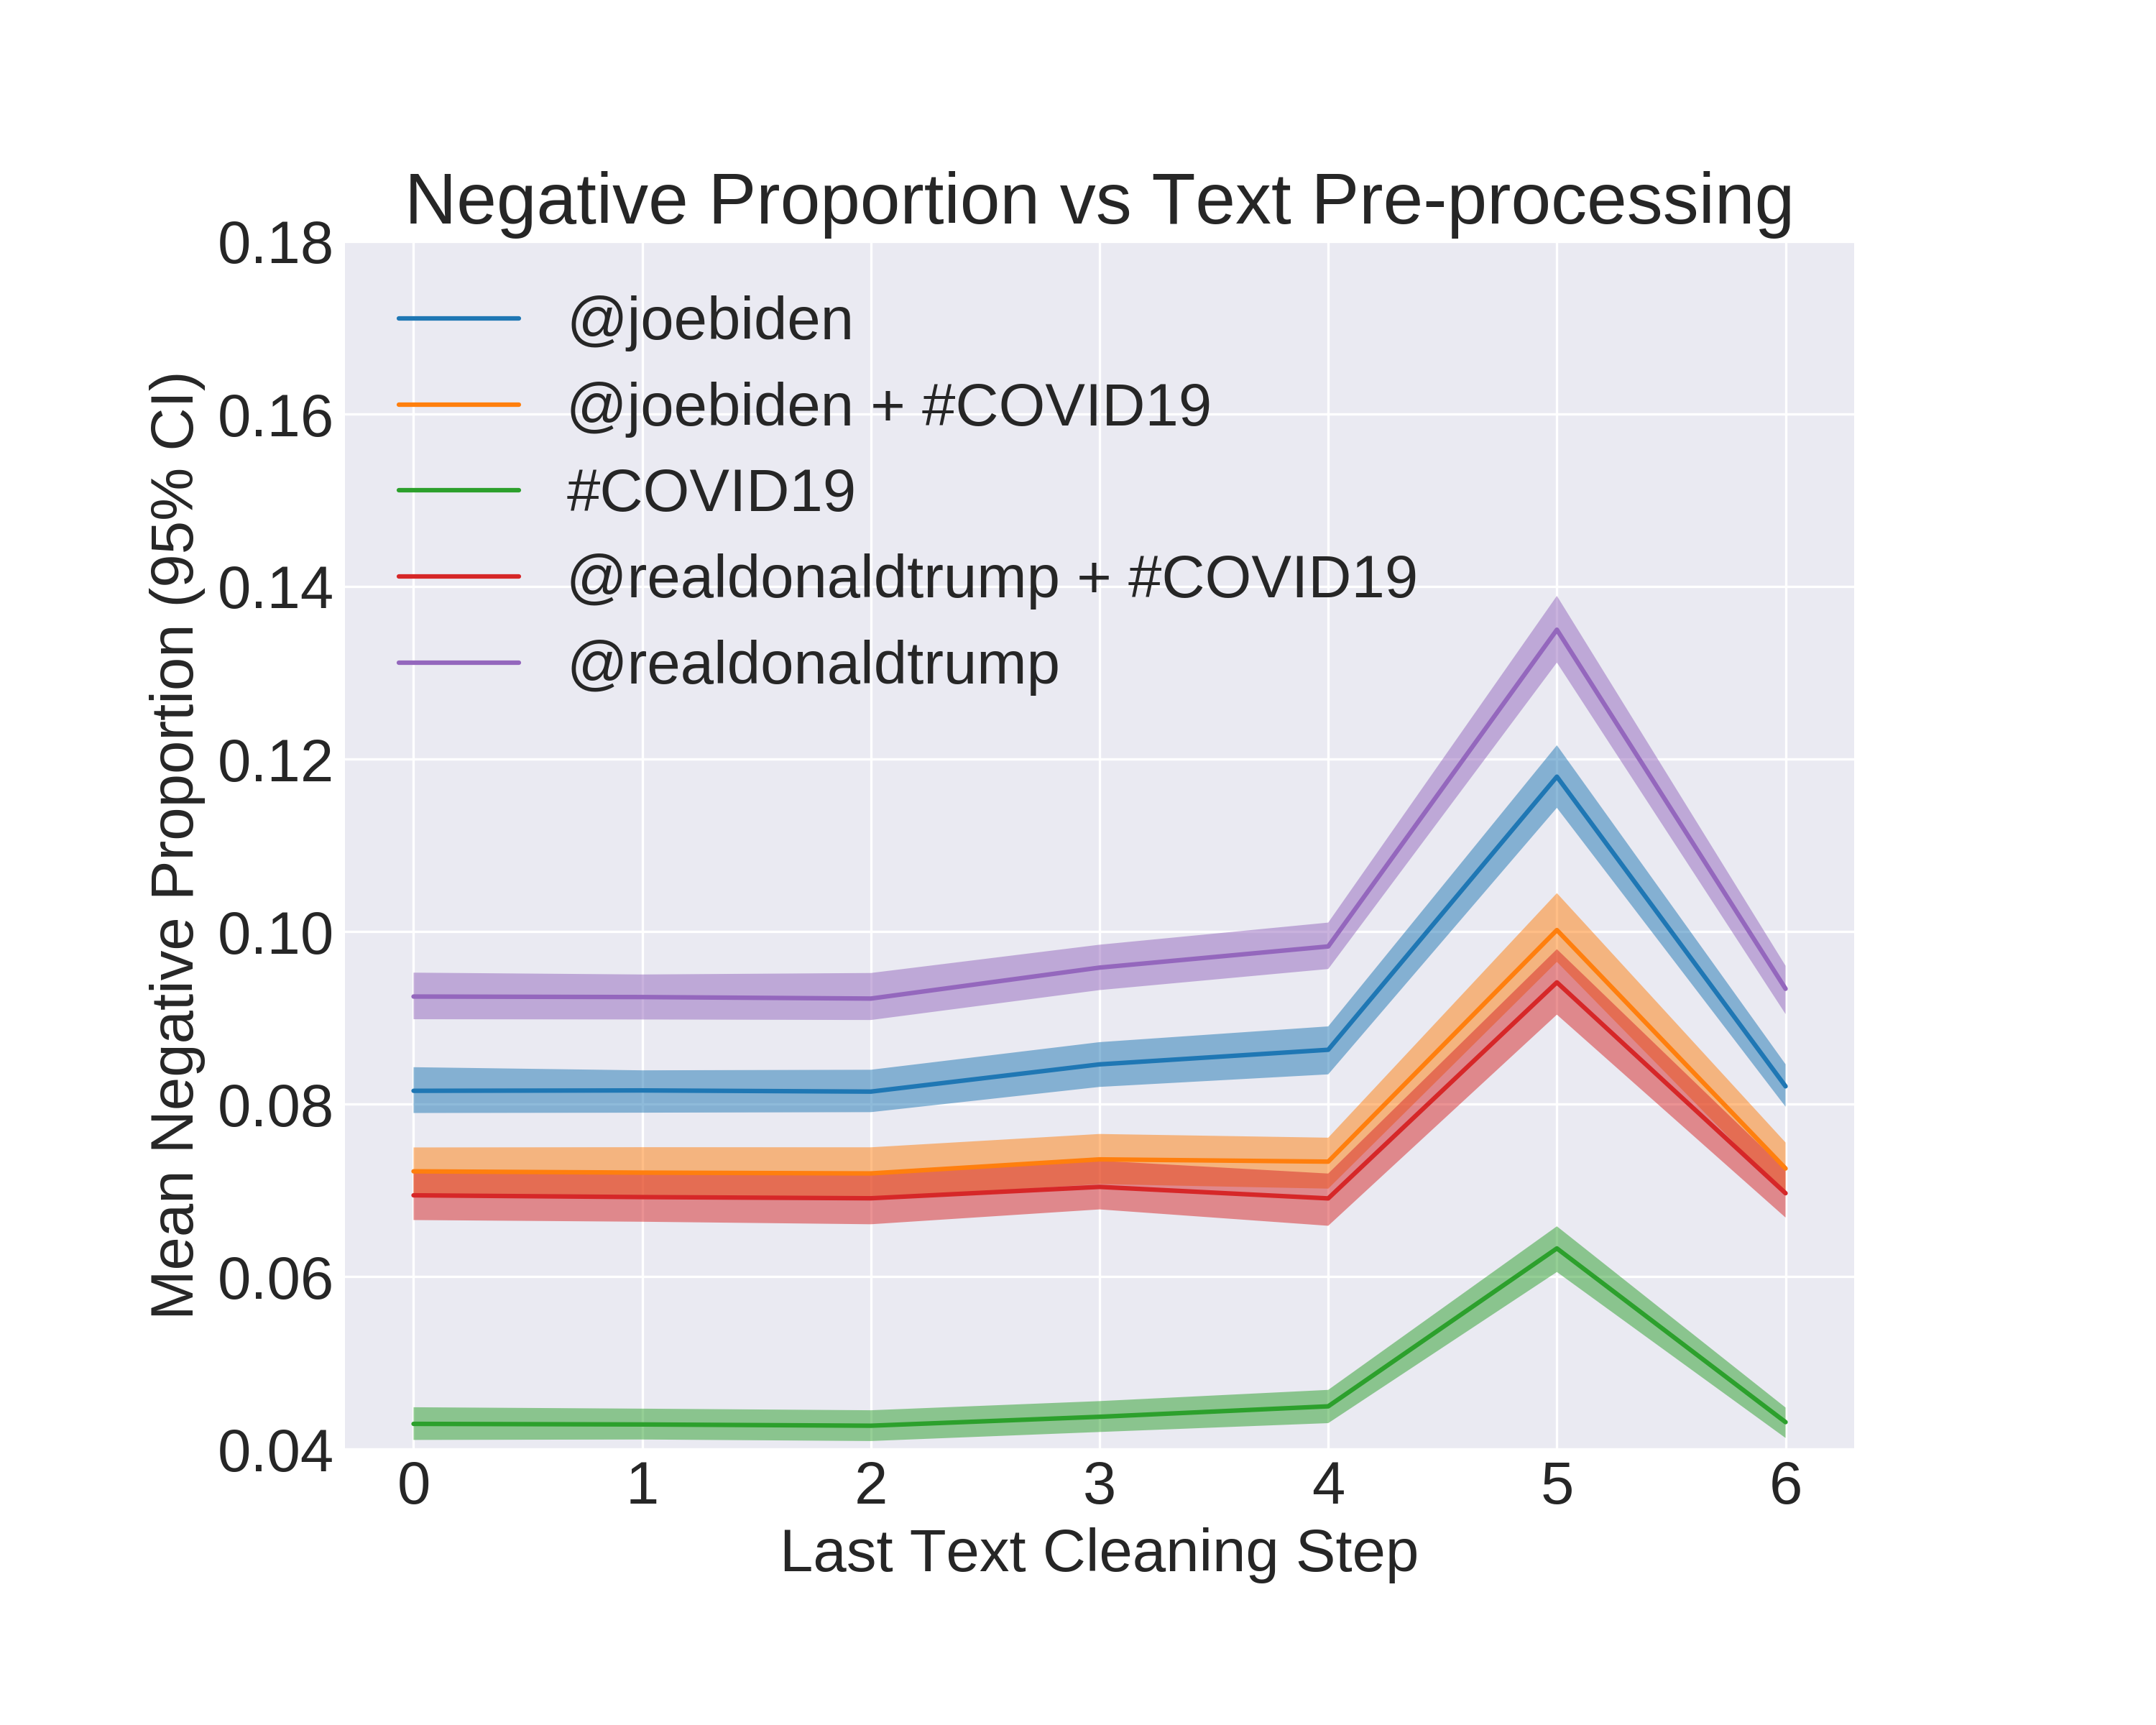 Negative Proportion vs Text Pre-processing
Mean Negative Proportion (95% CI)
0.18
0.16
0.14
0.12
0.10
0.08
0.06
0.04
@joebiden
@joebiden + #COVID19
#COVID19
@realdonaldtrump + #COVID19
@realdonaldtrump
0 1 2 3 4 5 6
Last Text Cleaning Step